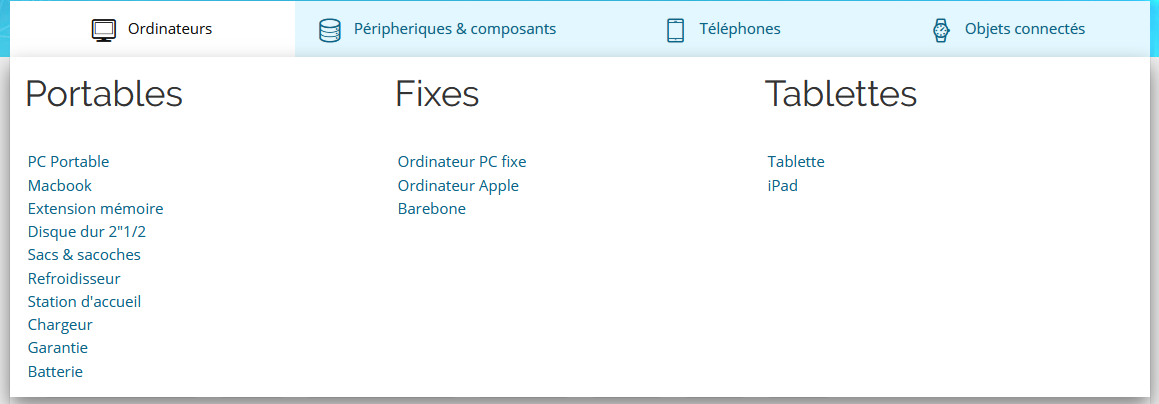 Ordinateurs
Péripheriques & composants
Téléphones
Objets connectés
Portables
PC Portable
Macbook
Extension mémoire
Disque dur 2"1/2
Sacs & sacoches
Refroidisseur
Station d'accueil
Chargeur
Garantie
Batterie
Fixes
Ordinateur PC fixe
Ordinateur Apple
Barebone
Tablettes
Tablette
iPad